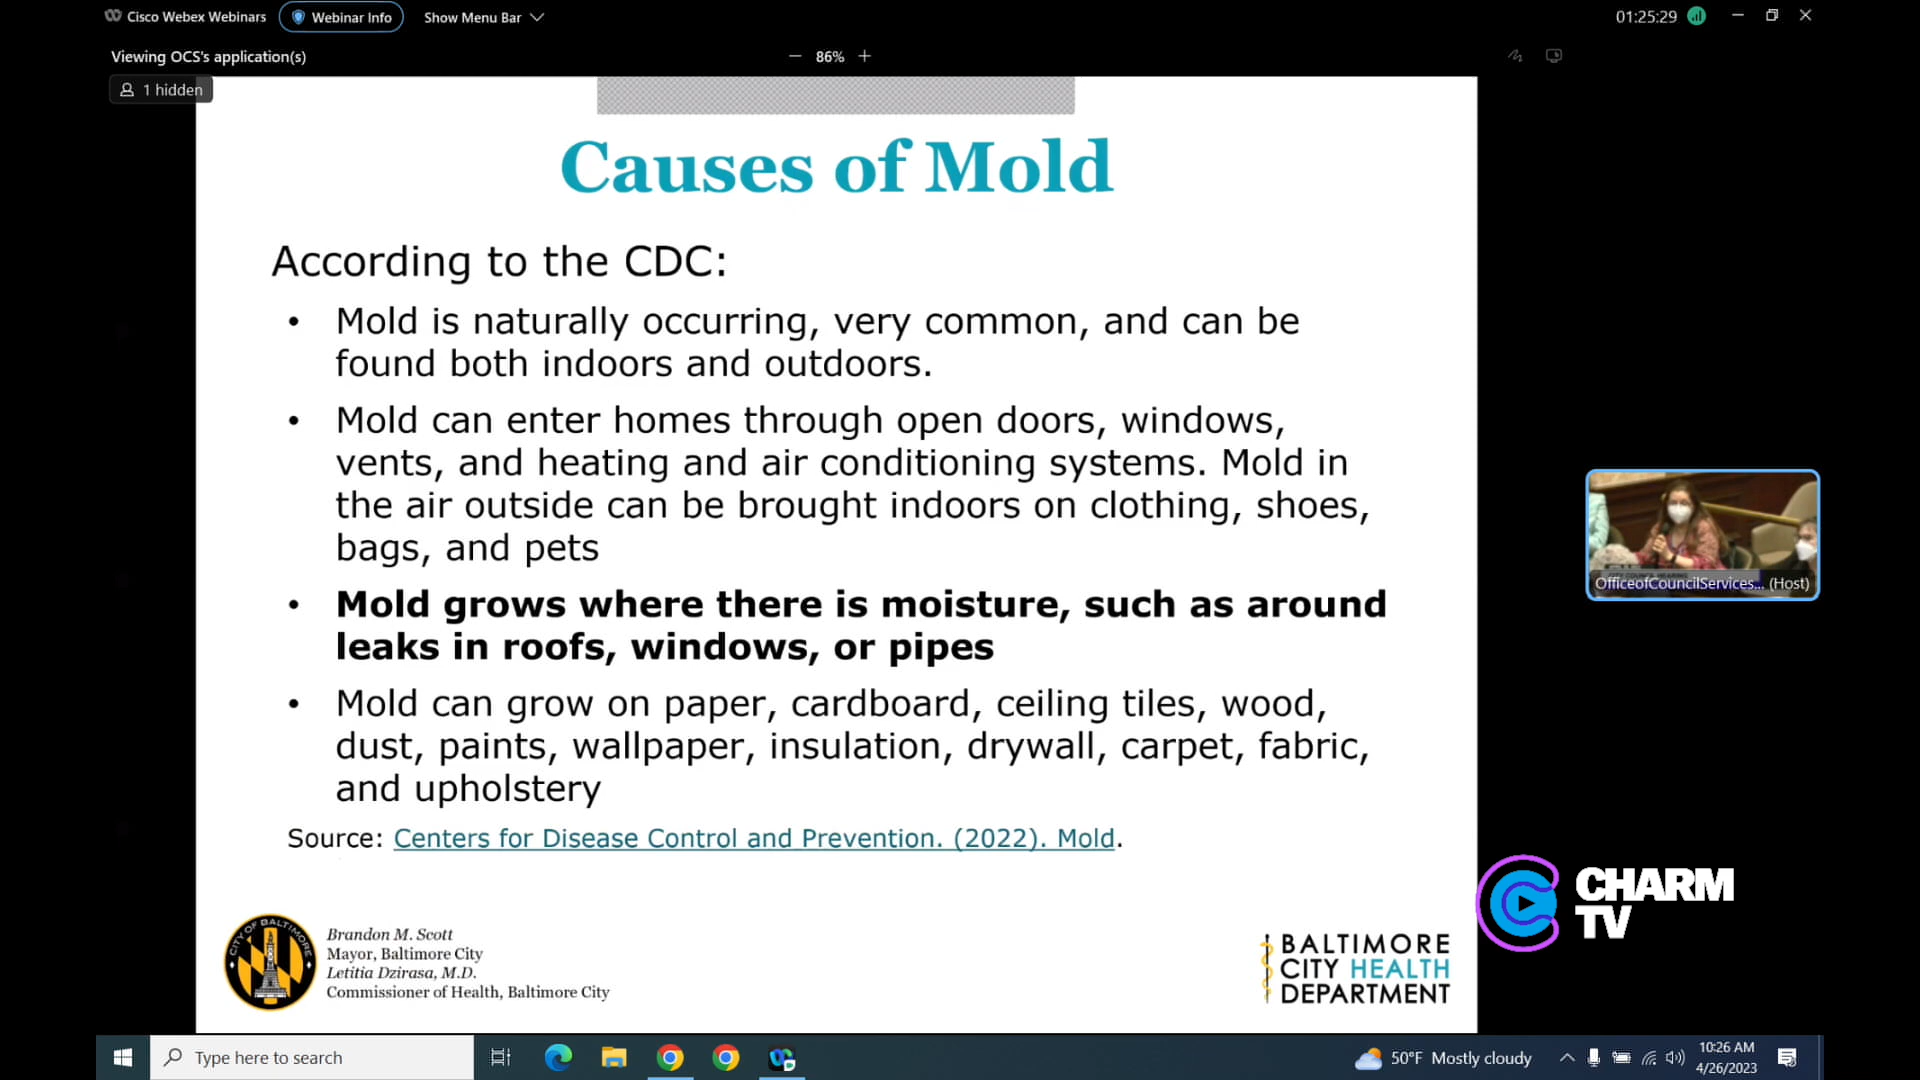 Cisco Webex Webinars
Webinar Info
Show Menu Bar
01:25:29
Viewing OCS's application(s)
86%
1 hidden
Causes of Mold
According to the CDC:
• Mold is naturally occurring, very common, and can be
found both indoors and outdoors.
• Mold can enter homes through open doors, windows,
vents, and heating and air conditioning systems. Mold in
the air outside can be brought indoors on clothing, shoes,
bags, and pets
• Mold grows where there is moisture, such as around
leaks in roofs, windows, or pipes
• Mold can grow on paper, cardboard, ceiling tiles, wood,
dust, paints, wallpaper, insulation, drywall, carpet, fabric,
and upholstery
Source: Centers for Disease Control and Prevention. (2022). Mold.
OfficeofCouncilServices... (Host)
CITY OF BALTIMORE
Brandon M. Scott
Mayor, Baltimore City
Letitia Dzirasa, M.D.
Commissioner of Health, Baltimore City
BALTIMORE
CITY HEALTH
DEPARTMENT
CHARM
TV
Type here to search
50°F Mostly cloudy
10:26 AM
4/26/2023